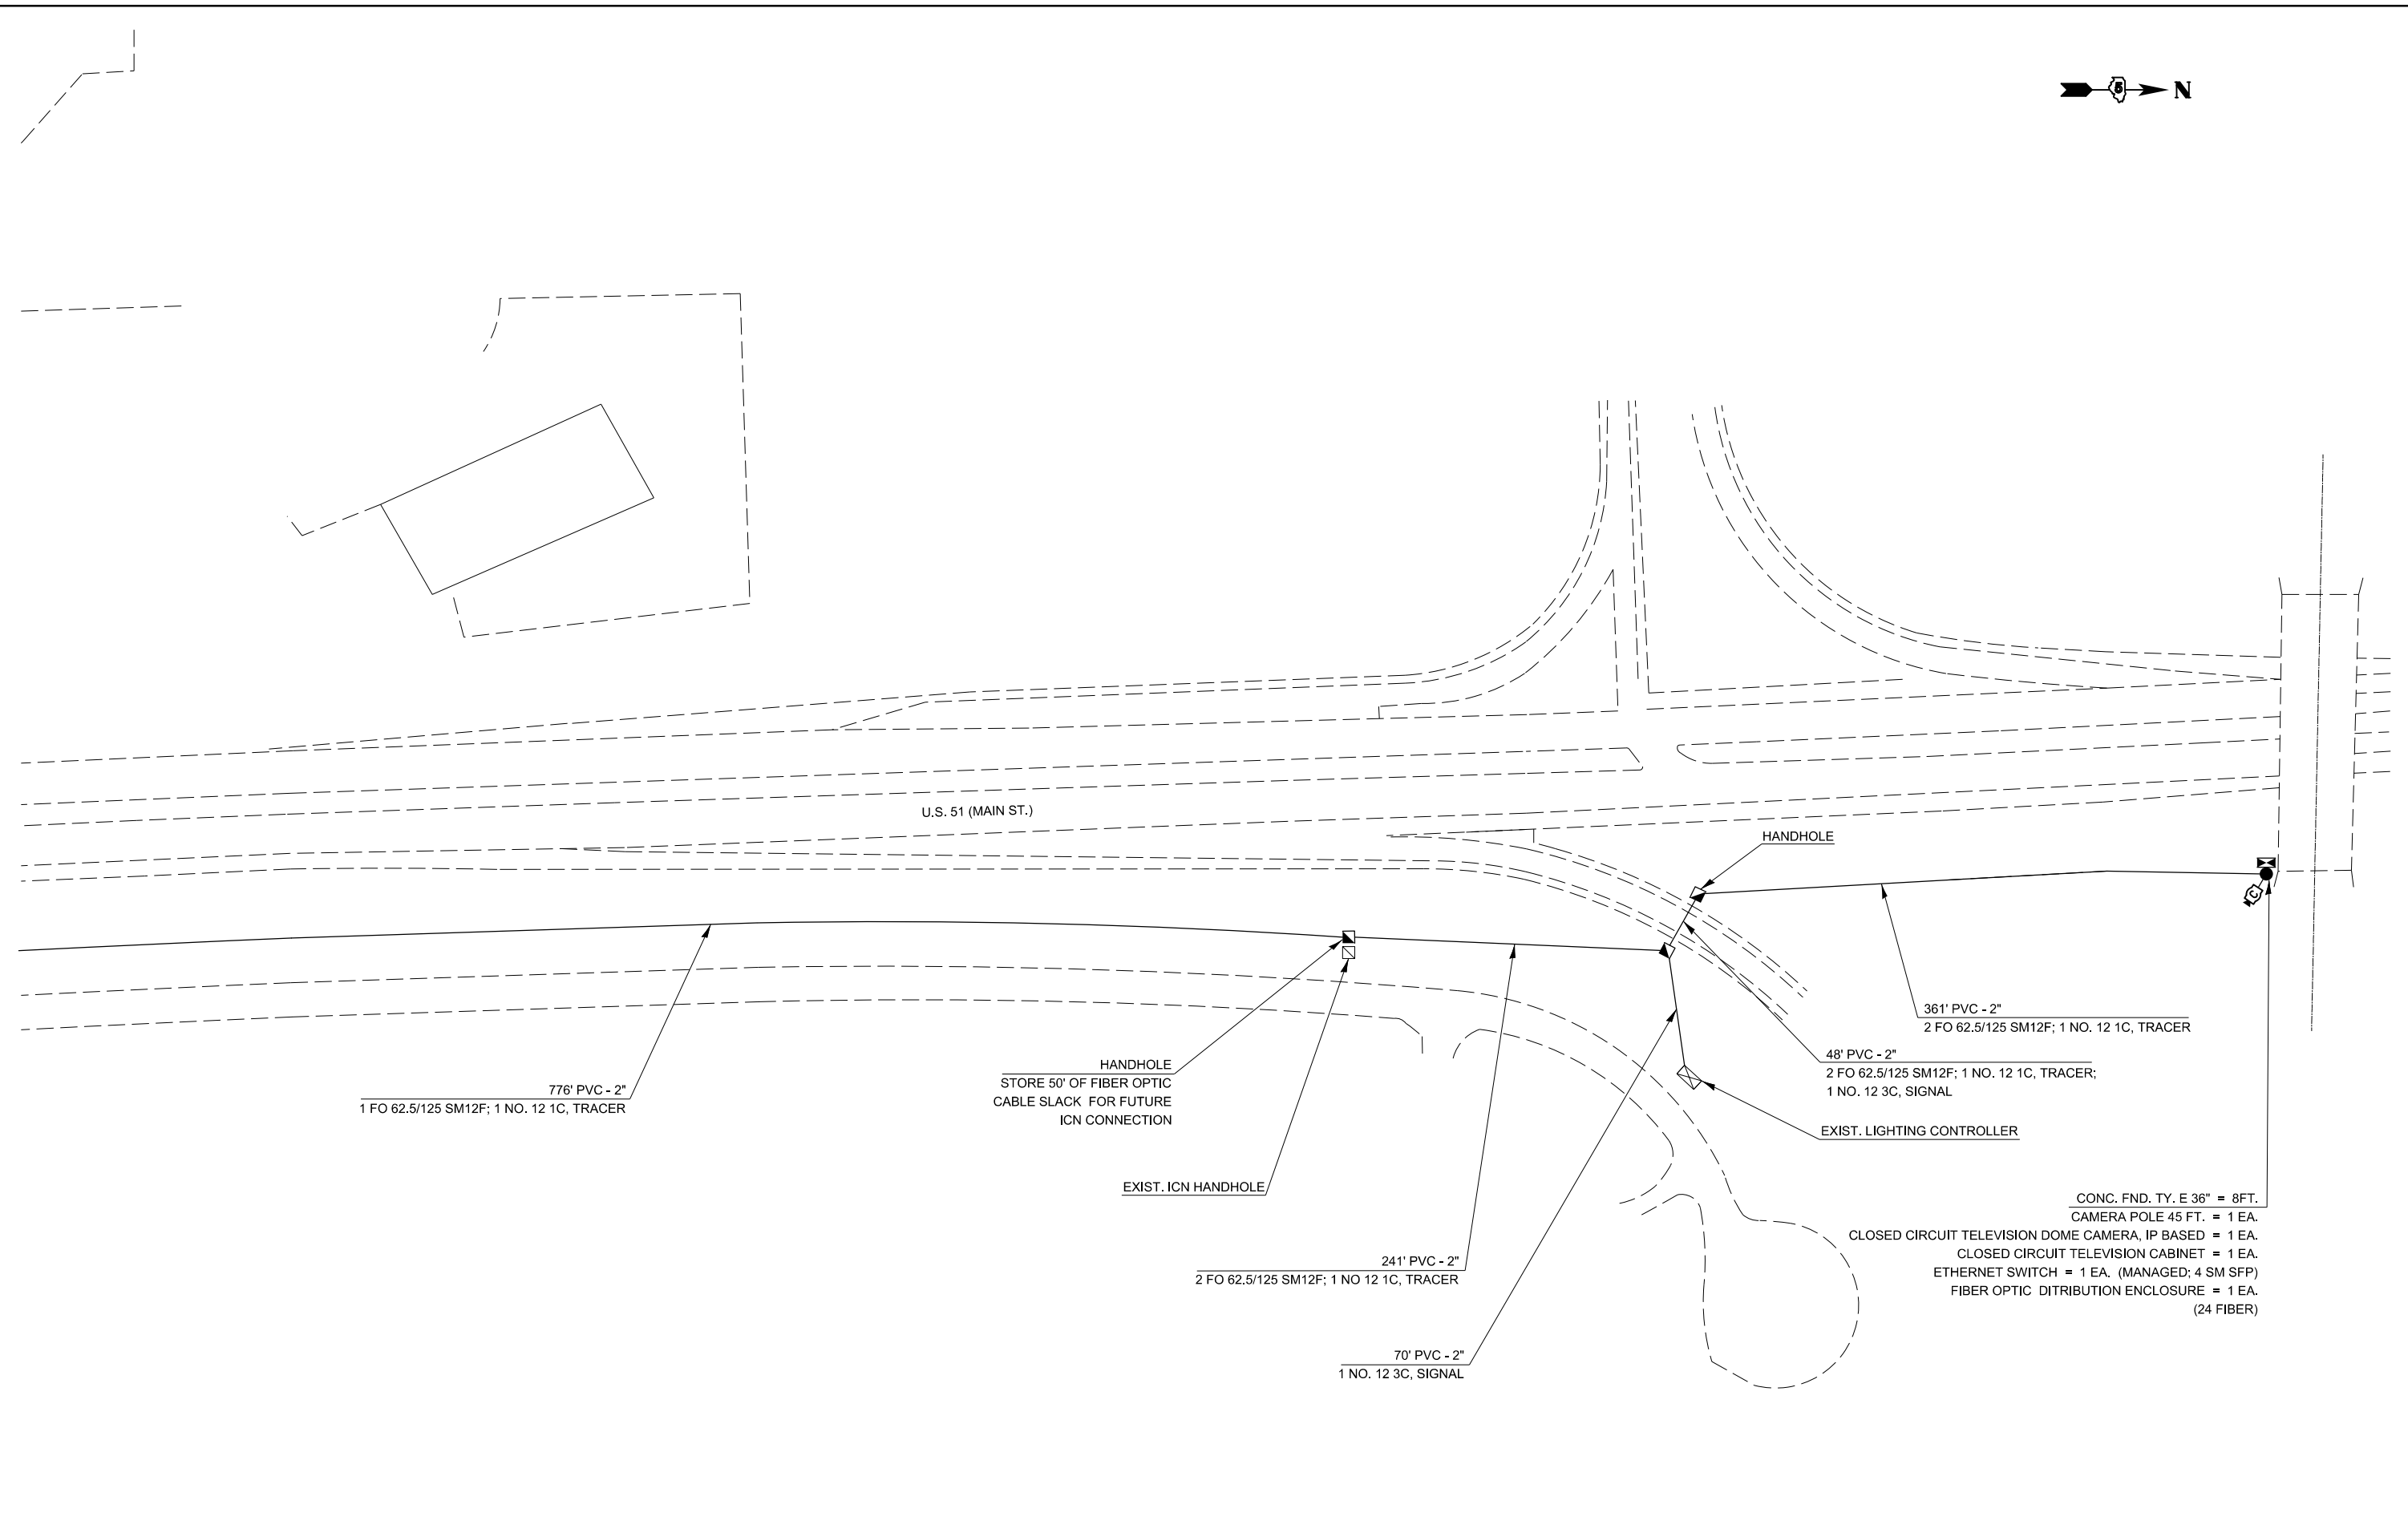 5
N
U.S. 51 (MAIN ST.)
HANDHOLE
C
361' PVC - 2"
2 FO 62.5/125 SM12F; 1 NO. 12 1C, TRACER
48' PVC - 2"
2 FO 62.5/125 SM12F; 1 NO. 12 1C, TRACER;
1 NO. 12 3C, SIGNAL
HANDHOLE
STORE 50' OF FIBER OPTIC
CABLE SLACK FOR FUTURE
ICN CONNECTION
776' PVC - 2"
1 FO 62.5/125 SM12F; 1 NO. 12 1C, TRACER
EXIST. LIGHTING CONTROLLER
EXIST. ICN HANDHOLE
CONC. FND. TY. E 36" = 8FT.
CAMERA POLE 45 FT. = 1 EA.
CLOSED CIRCUIT TELEVISION DOME CAMERA, IP BASED = 1 EA.
CLOSED CIRCUIT TELEVISION CABINET = 1 EA.
ETHERNET SWITCH = 1 EA. (MANAGED; 4 SM SFP)
FIBER OPTIC DITRIBUTION ENCLOSURE = 1 EA.
(24 FIBER)
241' PVC - 2"
2 FO 62.5/125 SM12F; 1 NO 12 1C, TRACER
70' PVC - 2"
1 NO. 12 3C, SIGNAL